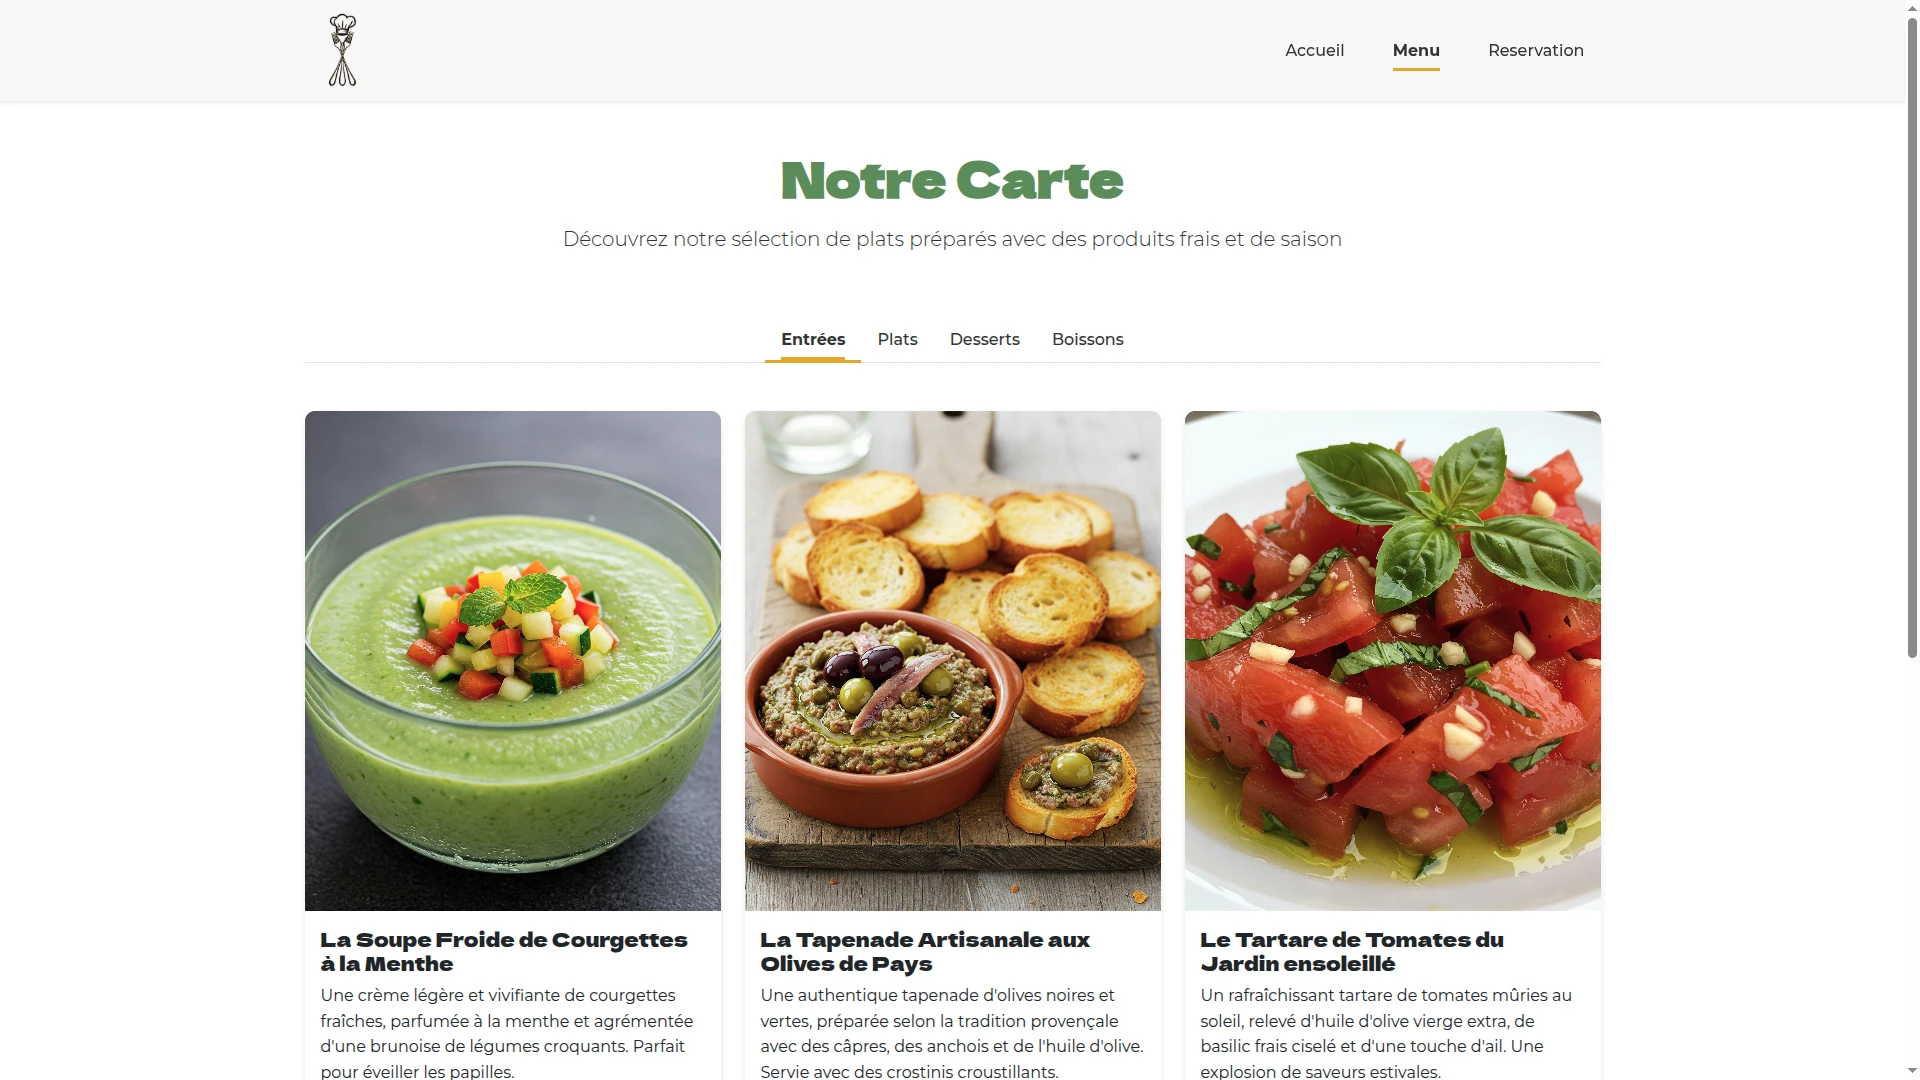 Accueil
Menu
Reservation
Notre Carte
Découvrez notre sélection de plats préparés avec des produits frais et de saison
Entrées
Plats
Desserts
Boissons
La Soupe Froide de Courgettes
à la Menthe
Une crème légère et vivifiante de courgettes
fraîches, parfumée à la menthe et agrémentée
d'une brunoise de légumes croquants. Parfait
pour éveiller les papilles.
La Tapenade Artisanale aux
Olives de Pays
Une authentique tapenade d'olives noires et
vertes, préparée selon la tradition provençale
avec des câpres, des anchois et de l'huile d'olive.
Servie avec des crostinis croustillants.
Le Tartare de Tomates du
Jardin ensoleillé
Un rafraîchissant tartare de tomates mûries au
soleil, relevé d'huile d'olive vierge extra, de
basilic frais ciselé et d'une touche d'ail. Une
explosion de saveurs estivales.